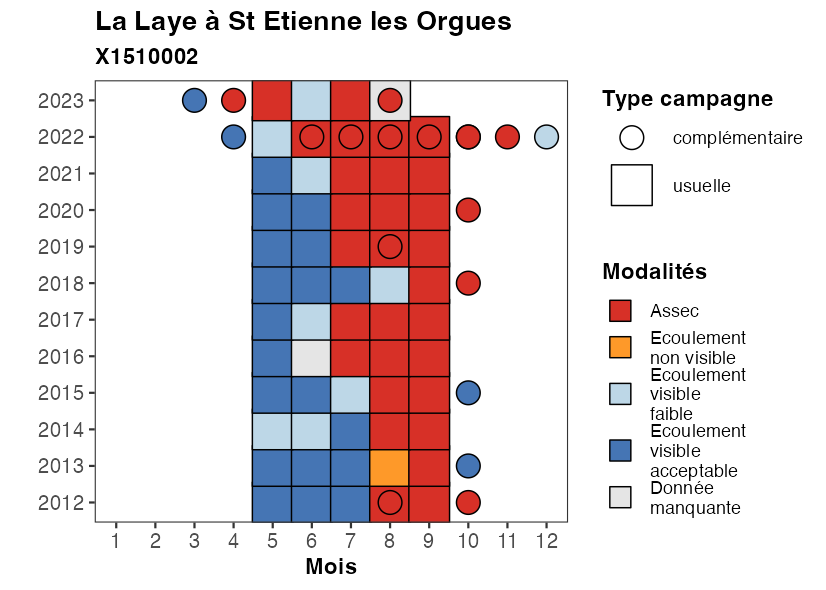 La Laye à St Etienne les Orgues
X1510002
2023
2022
2021
2020
2019
2018
2017
2016
2015
2014
2013
2012
1 2 3 4 5 6 7 8 9 10 11 12
Mois
Type campagne
complémentaire
usuelle
Modalités
Assec
Ecoulement
non visible
Ecoulement
visible
faible
Ecoulement
visible
acceptable
Donnée
manquante